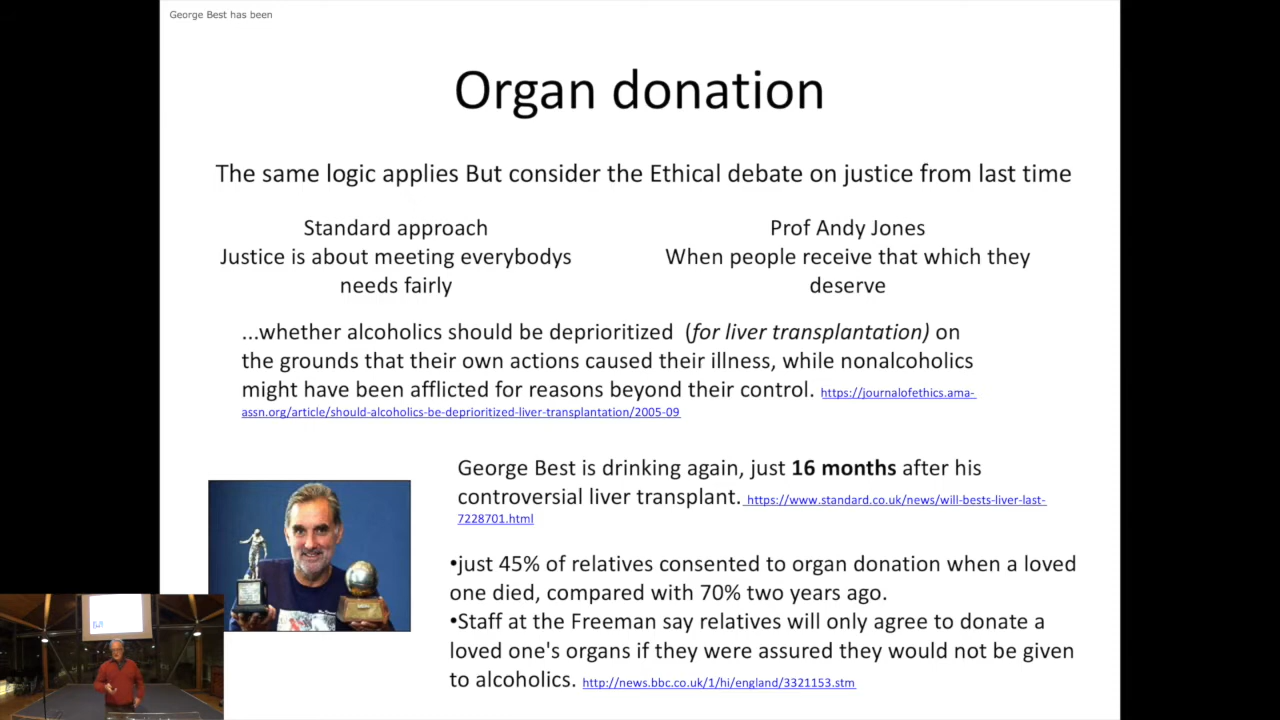 George Best has been
Organ donation
The same logic applies But consider the Ethical debate on justice from last time
Standard approach
Justice is about meeting everybodys
needs fairly
Prof Andy Jones
When people receive that which they
deserve
...whether alcoholics should be deprioritized (for liver transplantation) on
the grounds that their own actions caused their illness, while nonalcoholics
might have been afflicted for reasons beyond their control. https://journalofethics.ama-
assn.org/article/should-alcoholics-be-deprioritized-liver-transplantation/2005-09
George Best is drinking again, just 16 months after his
controversial liver transplant. https://www.standard.co.uk/news/will-bests-liver-last-
7228701.html
•just 45% of relatives consented to organ donation when a loved
one died, compared with 70% two years ago.
•Staff at the Freeman say relatives will only agree to donate a
loved one's organs if they were assured they would not be given
to alcoholics. http://news.bbc.co.uk/1/hi/england/3321153.stm